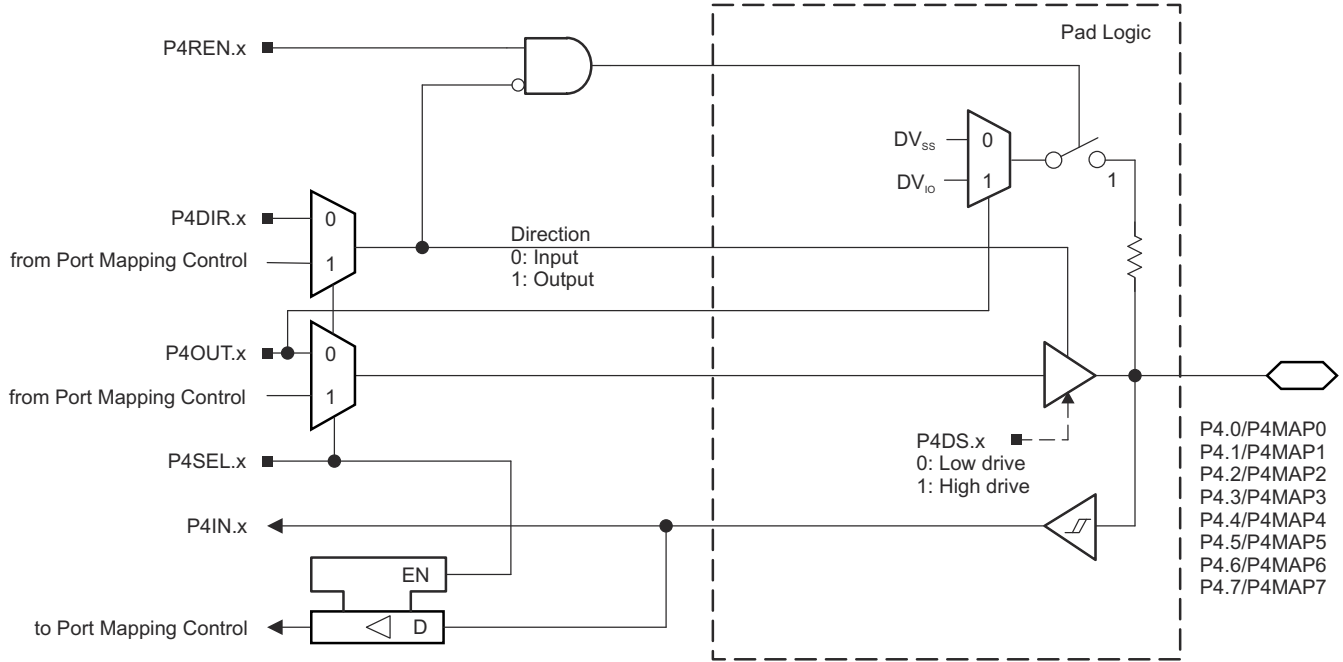 Pad Logic
P4REN.x
DVSS
0
DVIO
1
1
P4DIR.x
0
from Port Mapping Control
1
Direction
0: Input
1: Output
P4OUT.x
0
from Port Mapping Control
1
P4DS.x
0: Low drive
1: High drive
P4SEL.x
P4IN.x
EN
to Port Mapping Control
D
P4.0/P4MAP0
P4.1/P4MAP1
P4.2/P4MAP2
P4.3/P4MAP3
P4.4/P4MAP4
P4.5/P4MAP5
P4.6/P4MAP6
P4.7/P4MAP7